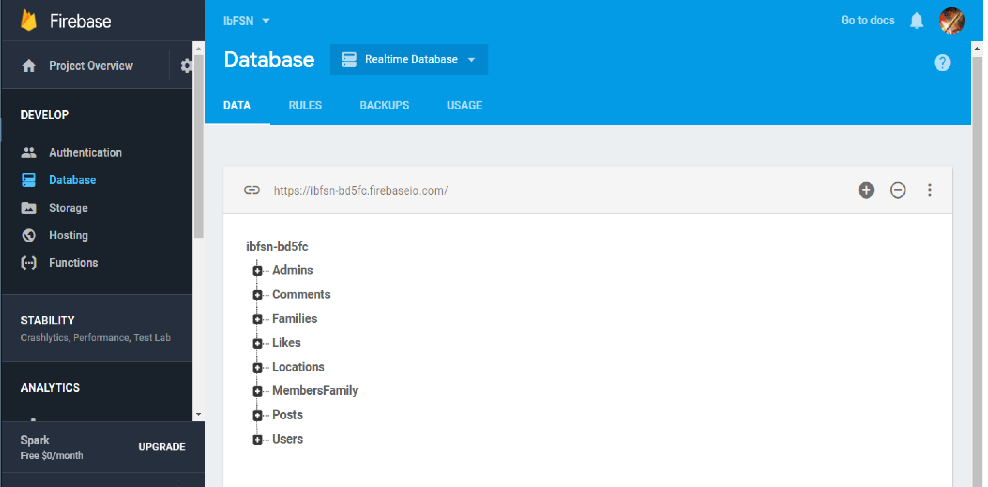 Firebase
IbFSN
Go to docs
Project Overview
Database
Realtime Database
DATA
RULES
BACKUPS
USAGE
DEVELOP
Authentication
Database
Storage
Hosting
Functions
STABILITY
Crashlytics, Performance, Test Lab
ANALYTICS
Spark
Free $0/month
UPGRADE
https://ibfsn-bd5fc.firebaseio.com/
ibfsn-bd5fc
Admins
Comments
Families
Likes
Locations
MembersFamily
Posts
Users